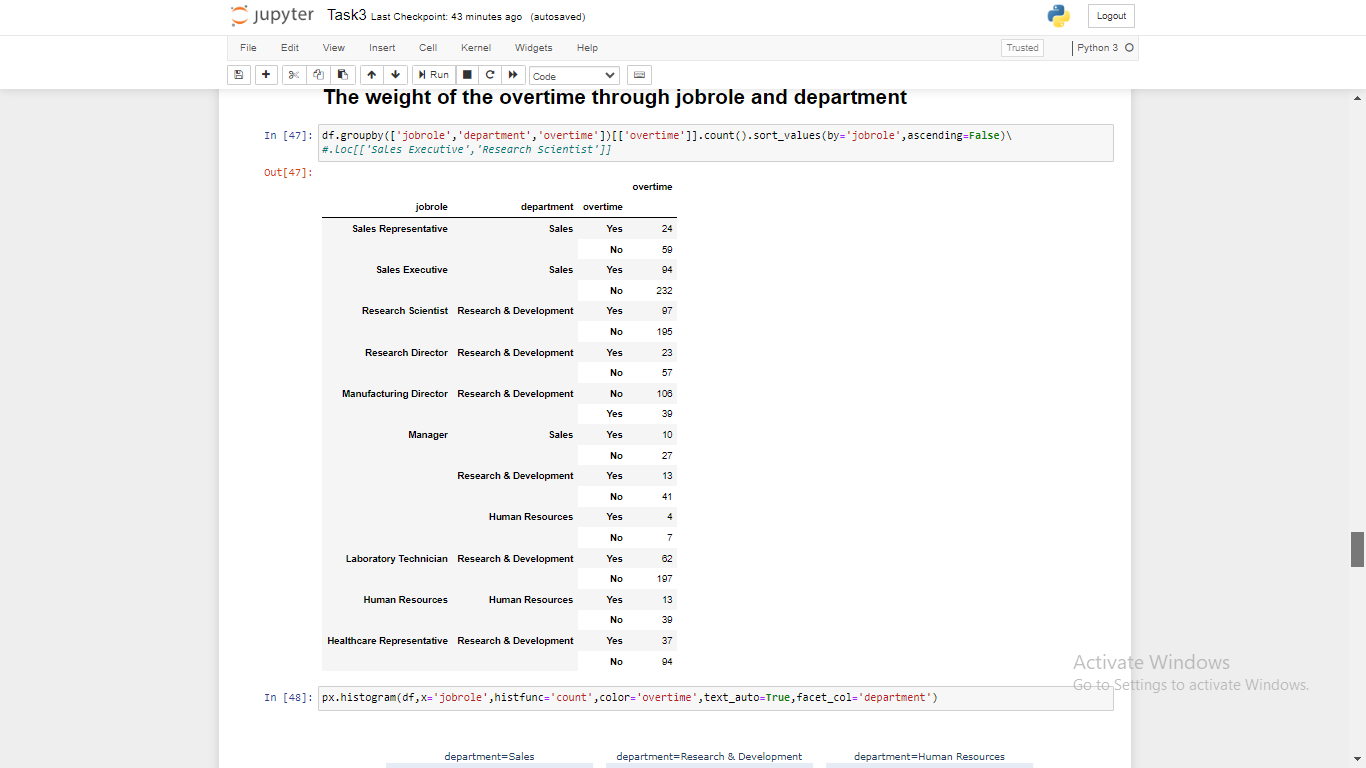 jupyter Task3 Last Checkpoint: 43 minutes ago (autosaved) Logout
File Edit View Insert Cell Kernel Widgets Help Trusted Python 3
Run Code
The weight of the overtime through jobrole and department
In [47]: df.groupby(['jobrole','department','overtime'])[['overtime']].count().sort_values(by='jobrole',ascending=False)\
#.loc[['Sales Executive','Research Scientist']]
Out[47]:
overtime
jobrole department overtime
Sales Representative Sales Yes 24
No 59
Sales Executive Sales Yes 94
No 232
Research Scientist Research & Development Yes 97
No 195
Research Director Research & Development Yes 23
No 57
Manufacturing Director Research & Development No 106
Yes 39
Manager Sales Yes 10
No 27
Research & Development Yes 13
No 41
Human Resources Yes 4
No 7
Laboratory Technician Research & Development Yes 62
No 197
Human Resources Human Resources Yes 13
No 39
Healthcare Representative Research & Development Yes 37
No 94
Activate Windows
Go to Settings to activate Windows.
In [48]: px.histogram(df,x='jobrole',histfunc='count',color='overtime',text_auto=True,facet_col='department')
department=Sales department=Research & Development department=Human Resources